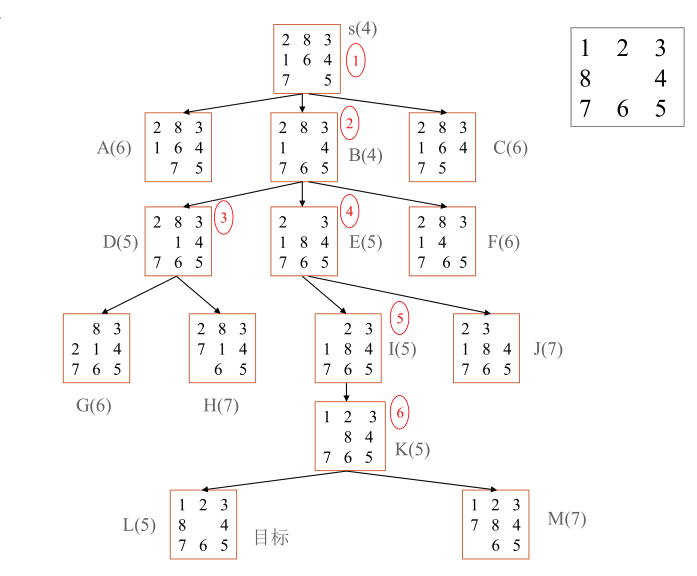 s(4)
2 8 3
1 6 4
7 5
1
1 2 3
8 4
7 6 5
A(6)
2 8 3
1 6 4
7 5
2 8 3
1 4
7 6 5
2
B(4)
2 8 3
1 6 4
7 5
C(6)
D(5)
2 8 3
1 4
7 6 5
3
2 3
1 8 4
7 6 5
4
E(5)
2 8 3
1 4
7 6 5
F(6)
8 3
2 1 4
7 6 5
G(6)
2 8 3
7 1 4
6 5
H(7)
2 3
1 8 4
7 6 5
5
I(5)
2 3
1 8 4
7 6 5
J(7)
1 2 3
8 4
7 6 5
6
K(5)
L(5)
1 2 3
8 4
7 6 5
目标
1 2 3
7 8 4
6 5
M(7)